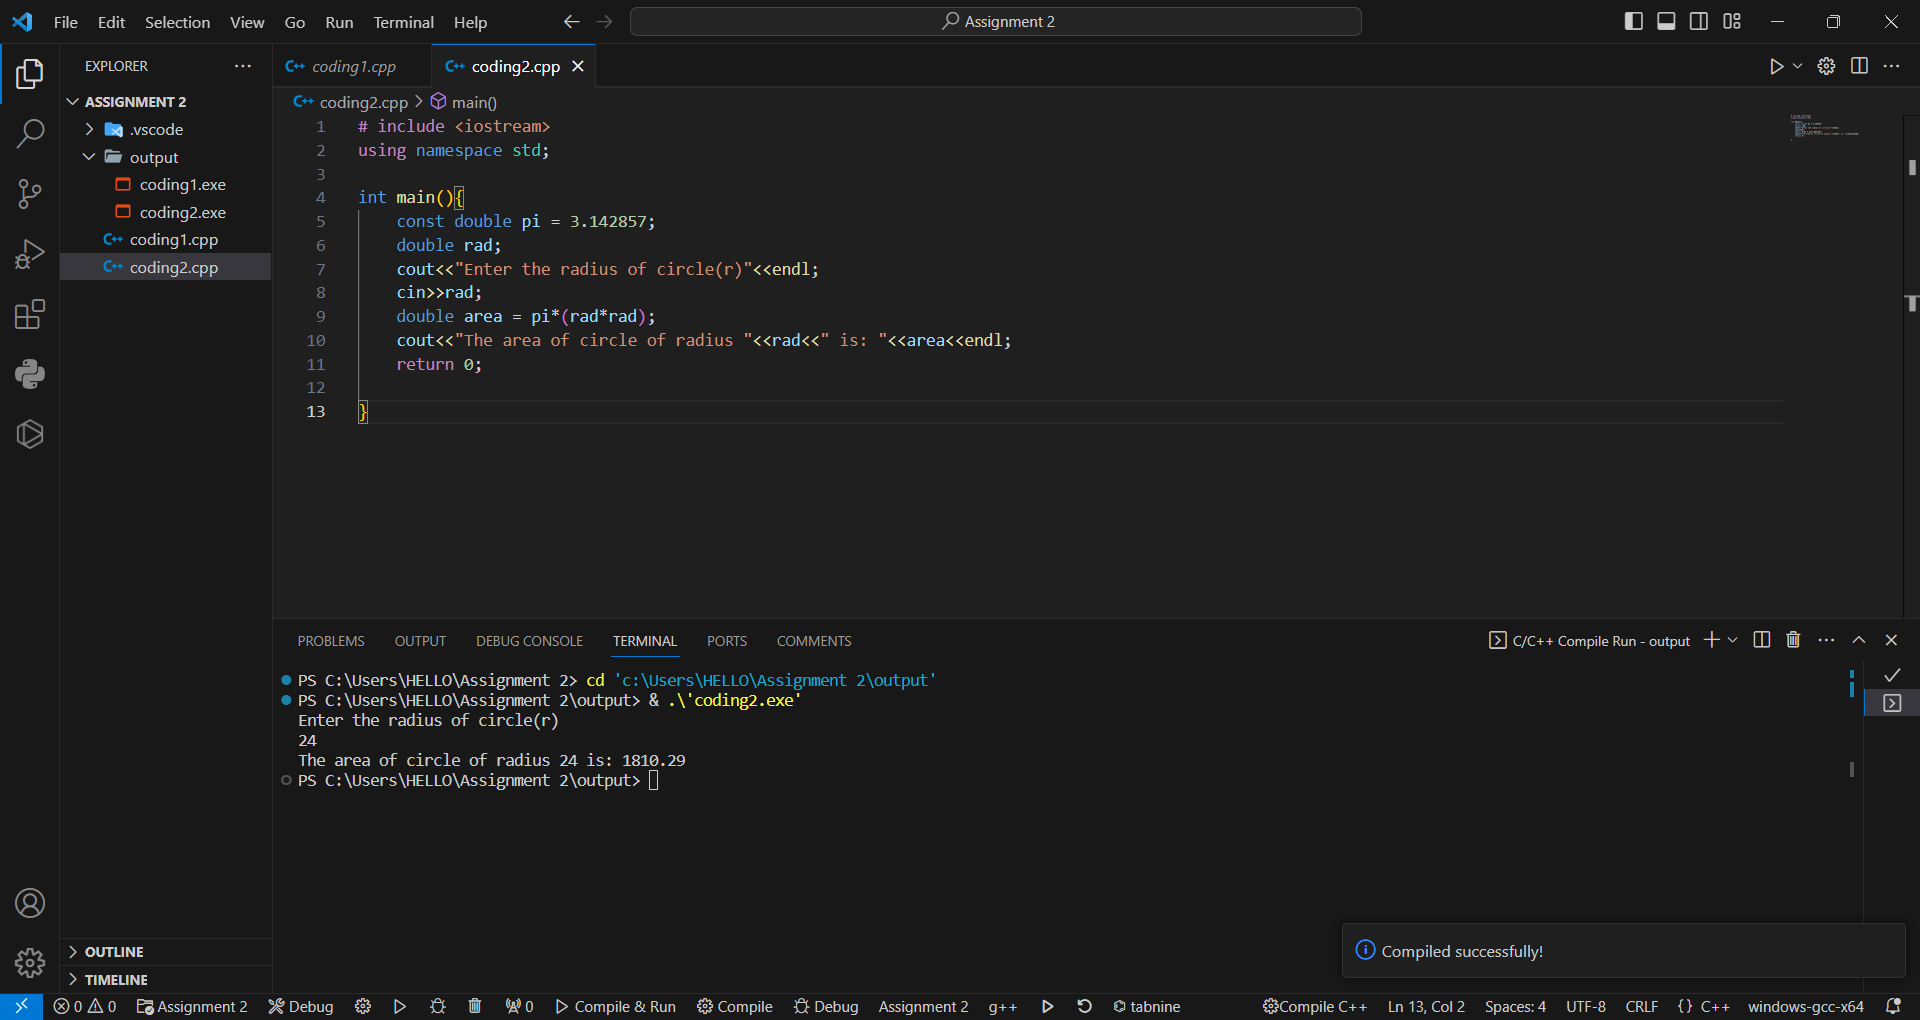 File Edit Selection View Go Run Terminal Help
Assignment 2
EXPLORER
ASSIGNMENT 2
.vscode
output
coding1.exe
coding2.exe
coding1.cpp
coding2.cpp
OUTLINE
TIMELINE
coding1.cpp
coding2.cpp
coding2.cpp > main()
1 # include <iostream>
2 using namespace std;
3
4 int main(){
5     const double pi = 3.142857;
6     double rad;
7     cout<<"Enter the radius of circle(r)"<<endl;
8     cin>>rad;
9     double area = pi*(rad*rad);
10     cout<<"The area of circle of radius "<<rad<<" is: "<<area<<endl;
11     return 0;
12
13 }
PROBLEMS OUTPUT DEBUG CONSOLE TERMINAL PORTS COMMENTS
C/C++ Compile Run - output
PS C:\Users\HELLO\Assignment 2> cd 'c:\Users\HELLO\Assignment 2\output'
PS C:\Users\HELLO\Assignment 2\output> & .\'coding2.exe'
Enter the radius of circle(r)
24
The area of circle of radius 24 is: 1810.29
PS C:\Users\HELLO\Assignment 2\output>
Compiled successfully!
0 0 Assignment 2 Debug 0 Compile & Run Compile Debug Assignment 2 g++ tabnine Compile C++ Ln 13, Col 2 Spaces: 4 UTF-8 CRLF {} C++ windows-gcc-x64